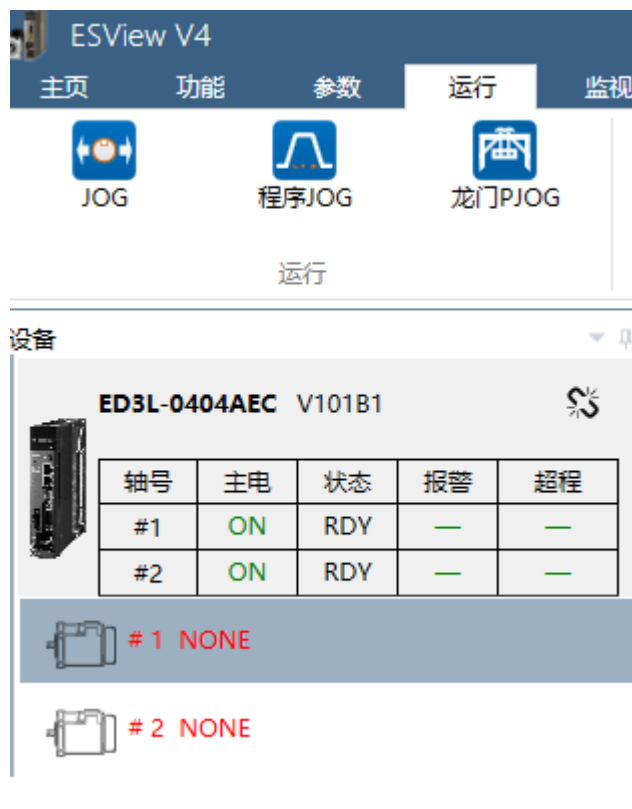 ESView V4
主页 功能 参数 运行 监视
JOG 程序JOG 龙门PJOG
运行
设备
ED3L-0404AEC V101B1
轴号 主电 状态 报警 超程
#1 ON RDY — —
#2 ON RDY — —
# 1 NONE
# 2 NONE